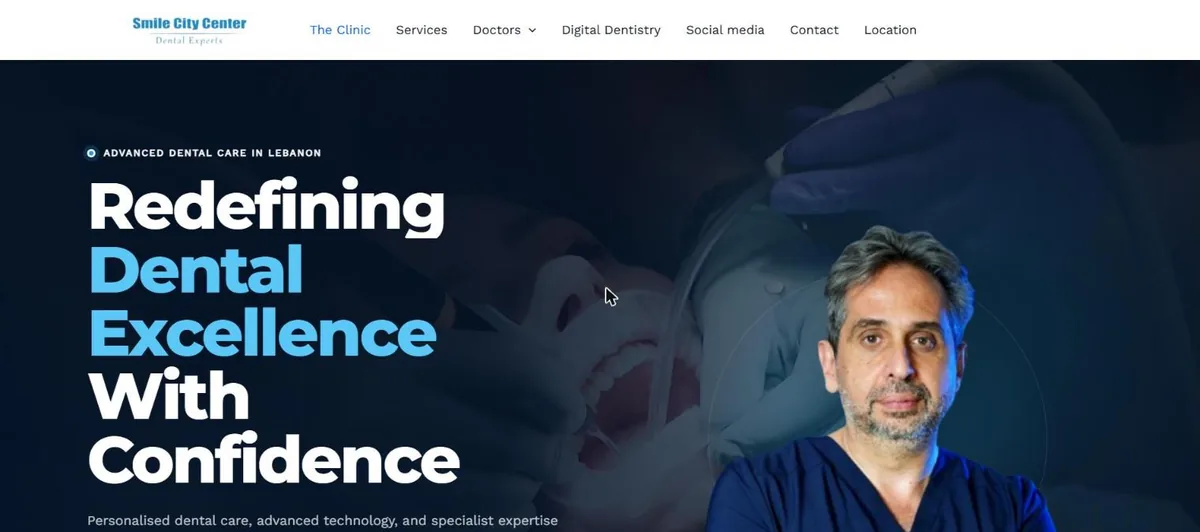 Smile City Center
Dental Experts
The Clinic
Services
Doctors
Digital Dentistry
Social media
Contact
Location
ADVANCED DENTAL CARE IN LEBANON
Redefining
Dental
Excellence
With
Confidence
Personalised dental care, advanced technology, and specialist expertise